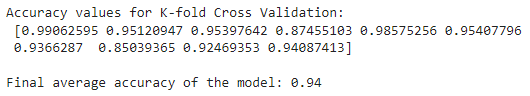 Accuracy values for K-fold Cross Validation:
[0.99062595 0.95120947 0.95397642 0.87455103 0.98575256 0.95407796
0.9366287  0.85039365 0.92469353 0.94087413]
Final average accuracy of the model: 0.94